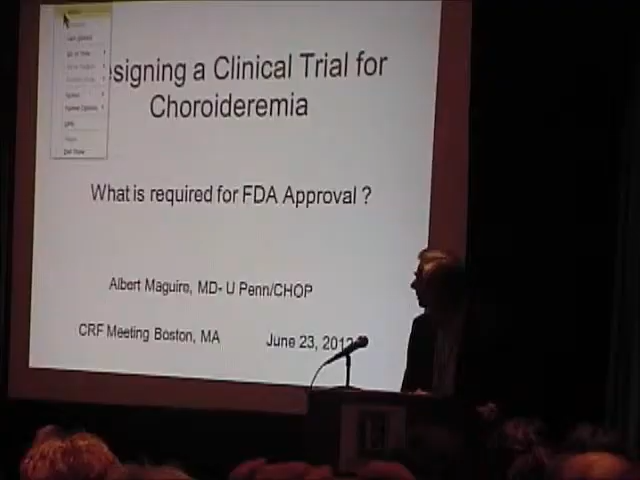 signing a Clinical Trial for
Choroideremia
What is required for FDA Approval ?
Albert Maguire, MD- U Penn/CHOP
CRF Meeting Boston, MA
June 23, 201